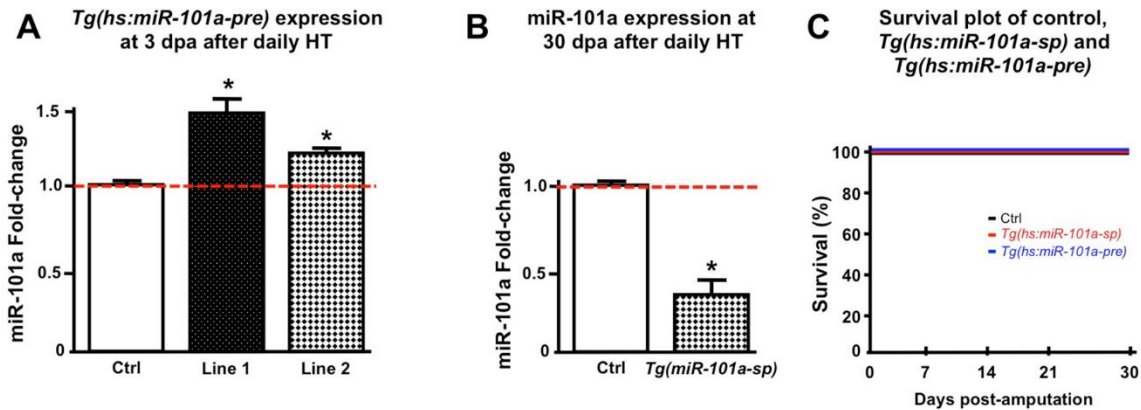 A
Tg(hs:miR-101a-pre) expression
at 3 dpa after daily HT
miR-101a Fold-change
1.5
1.0
0.5
0
*
*
Ctrl
Line 1
Line 2
B
miR-101a expression at
30 dpa after daily HT
miR-101a Fold-change
1.0
0.5
0
*
Ctrl
Tg(miR-101a-sp)
C
Survival plot of control,
Tg(hs:miR-101a-sp) and
Tg(hs:miR-101a-pre)
Survival (%)
100
80
60
40
20
0
Ctrl
Tg(hs:miR-101a-sp)
Tg(hs:miR-101a-pre)
0
7
14
21
30
Days post-amputation